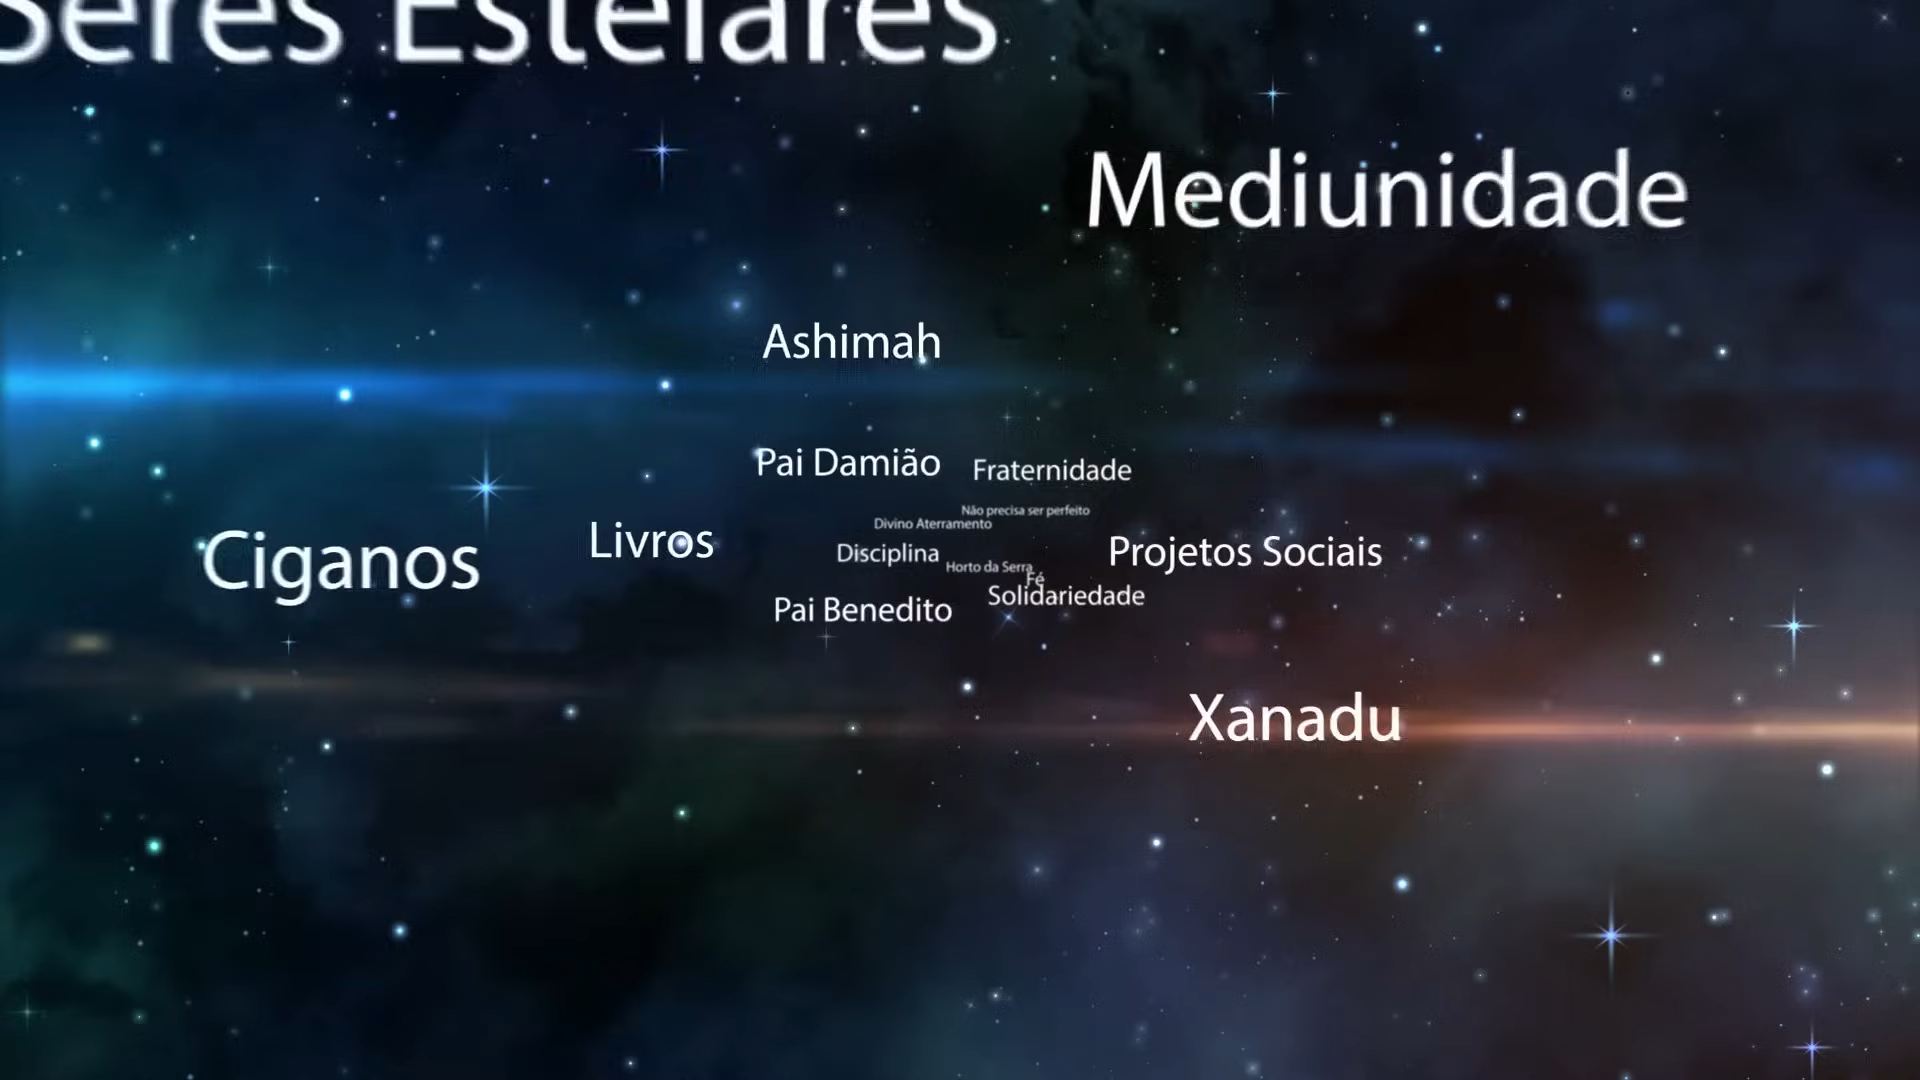 Seres Estelares
Mediunidade
Ashimah
Pai Damião
Fraternidade
Não precisa ser perfeito
Divino Aterramento
Ciganos
Livros
Disciplina
Projetos Sociais
Horto da Serra
Fé
Solidariedade
Pai Benedito
Xanadu